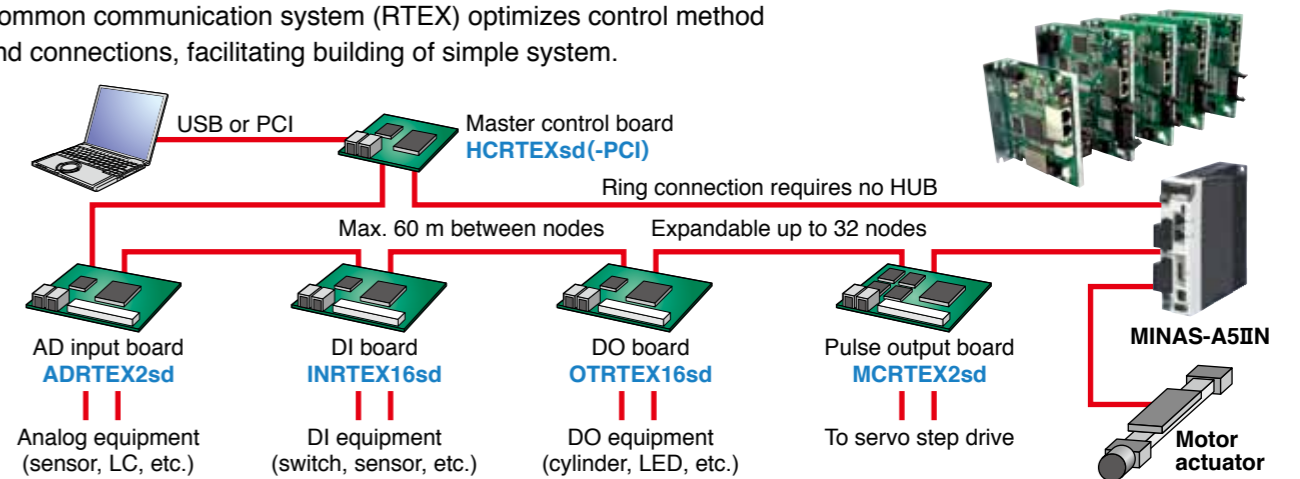 ommon communication system (RTEX) optimizes control method
nd connections, facilitating building of simple system.
USB or PCI
Master control board
HCRTEXsd(-PCI)
Ring connection requires no HUB
Max. 60 m between nodes
Expandable up to 32 nodes
AD input board
ADRTEX2sd
DI board
INRTEX16sd
DO board
OTRTEX16sd
Pulse output board
MCRTEX2sd
MINAS-A5ⅡN
Analog equipment
(sensor, LC, etc.)
DI equipment
(switch, sensor, etc.)
DO equipment
(cylinder, LED, etc.)
To servo step drive
Motor
actuator